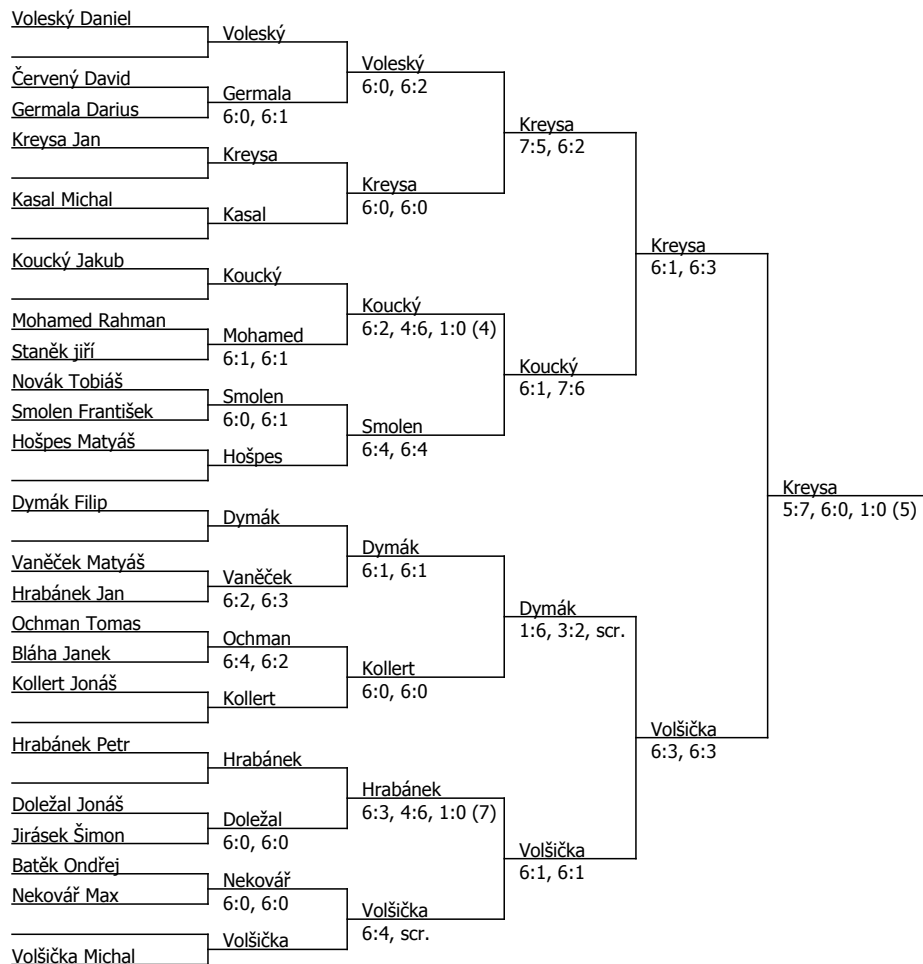 Voleský Daniel
Voleský
Voleský
6:0, 6:2
Červený David
Germala
6:0, 6:1
Germala Darius
Kreysa
7:5, 6:2
Kreysa Jan
Kreysa
Kreysa
6:0, 6:0
Kasal Michal
Kasal
Kreysa
6:1, 6:3
Koucký Jakub
Koucký
Koucký
6:2, 4:6, 1:0 (4)
Mohamed Rahman
Mohamed
6:1, 6:1
Staněk jiří
Koucký
6:1, 7:6
Novák Tobiáš
Smolen
6:0, 6:1
Smolen František
Smolen
6:4, 6:4
Hošpes Matyáš
Hošpes
Kreysa
5:7, 6:0, 1:0 (5)
Dymák Filip
Dymák
Dymák
6:1, 6:1
Vaněček Matyáš
Vaněček
6:2, 6:3
Hrabánek Jan
Dymák
1:6, 3:2, scr.
Ochman Tomas
Ochman
6:4, 6:2
Bláha Janek
Kollert
6:0, 6:0
Kollert Jonáš
Kollert
Volšička
6:3, 6:3
Hrabánek Petr
Hrabánek
Hrabánek
6:3, 4:6, 1:0 (7)
Doležal Jonáš
Doležal
6:0, 6:0
Jirásek Šimon
Volšička
6:1, 6:1
Batěk Ondřej
Nekovář
6:0, 6:0
Nekovář Max
Volšička
6:4, scr.
Volšička
Volšička Michal